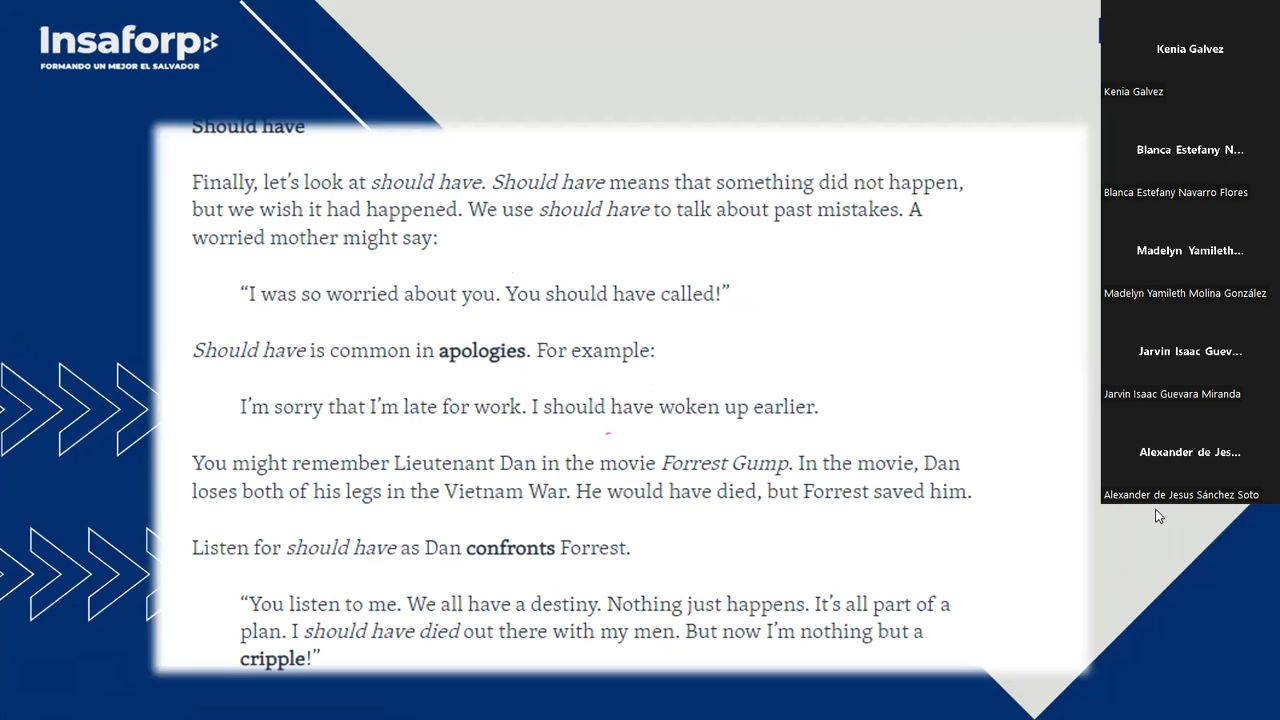 Insaforp
FORMANDO UN MEJOR EL SALVADOR
Should have
Finally, let's look at should have. Should have means that something did not happen,
but we wish it had happened. We use should have to talk about past mistakes. A
worried mother might say:
“I was so worried about you. You should have called!”
Should have is common in apologies. For example:
I'm sorry that I'm late for work. I should have woken up earlier.
You might remember Lieutenant Dan in the movie Forrest Gump. In the movie, Dan
loses both of his legs in the Vietnam War. He would have died, but Forrest saved him.
Listen for should have as Dan confronts Forrest.
“You listen to me. We all have a destiny. Nothing just happens. It's all part of a
plan. I should have died out there with my men. But now I'm nothing but a
cripple!”
Kenia Galvez
Kenia Galvez
Blanca Estefany N...
Blanca Estefany Navarro Flores
Madelyn Yamileth...
Madelyn Yamileth Molina González
Jarvin Isaac Guev...
Jarvin Isaac Guevara Miranda
Alexander de Jes...
Alexander de Jesus Sánchez Soto